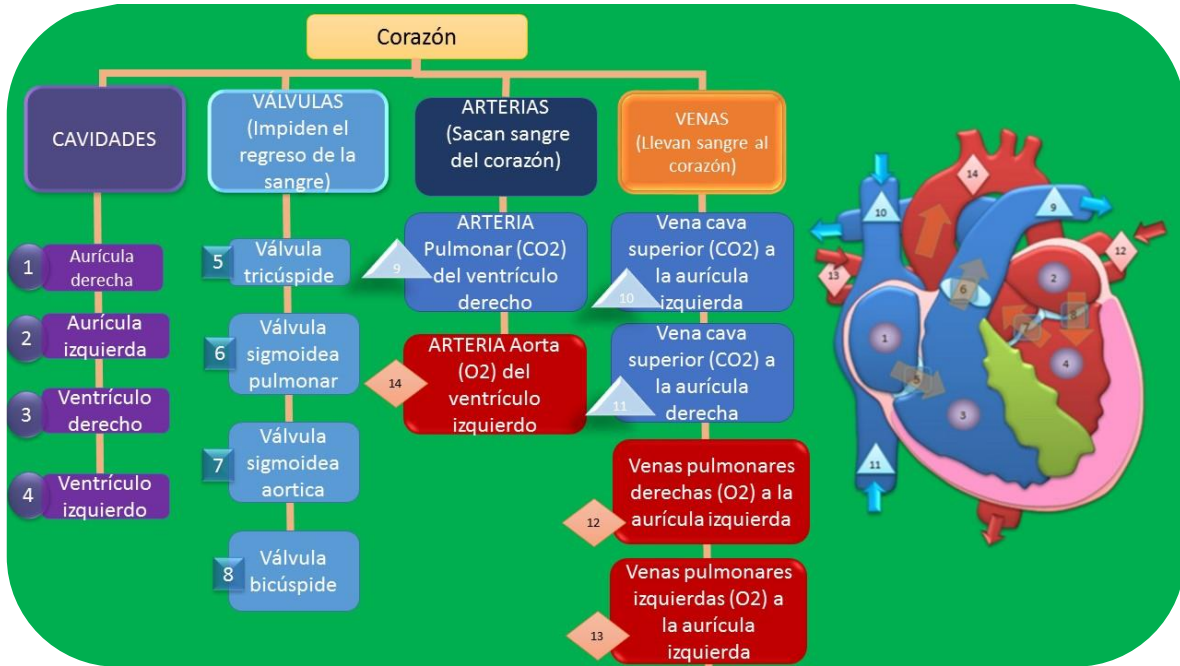 Corazón
CAVIDADES
1
Aurícula
derecha
2
Aurícula
izquierda
3
Ventrículo
derecho
4
Ventrículo
izquierdo
VÁLVULAS
(Impiden el
regreso de la
sangre)
5
Válvula
tricúspide
6
Válvula
sigmoidea
pulmonar
7
Válvula
sigmoidea
aortica
8
Válvula
bicúspide
ARTERIAS
(Sacan sangre
del corazón)
9
ARTERIA
Pulmonar (CO2)
del ventrículo
derecho
14
ARTERIA Aorta
(O2) del
ventrículo
izquierdo
VENAS
(Llevan sangre al
corazón)
10
Vena cava
superior (CO2) a
la aurícula
izquierda
11
Vena cava
superior (CO2) a
la aurícula
derecha
12
Venas pulmonares
derechas (O2) a la
aurícula izquierda
13
Venas pulmonares
izquierdas (O2) a
la aurícula
izquierda
14
10
9
12
13
2
6
7
8
1
4
5
3
11